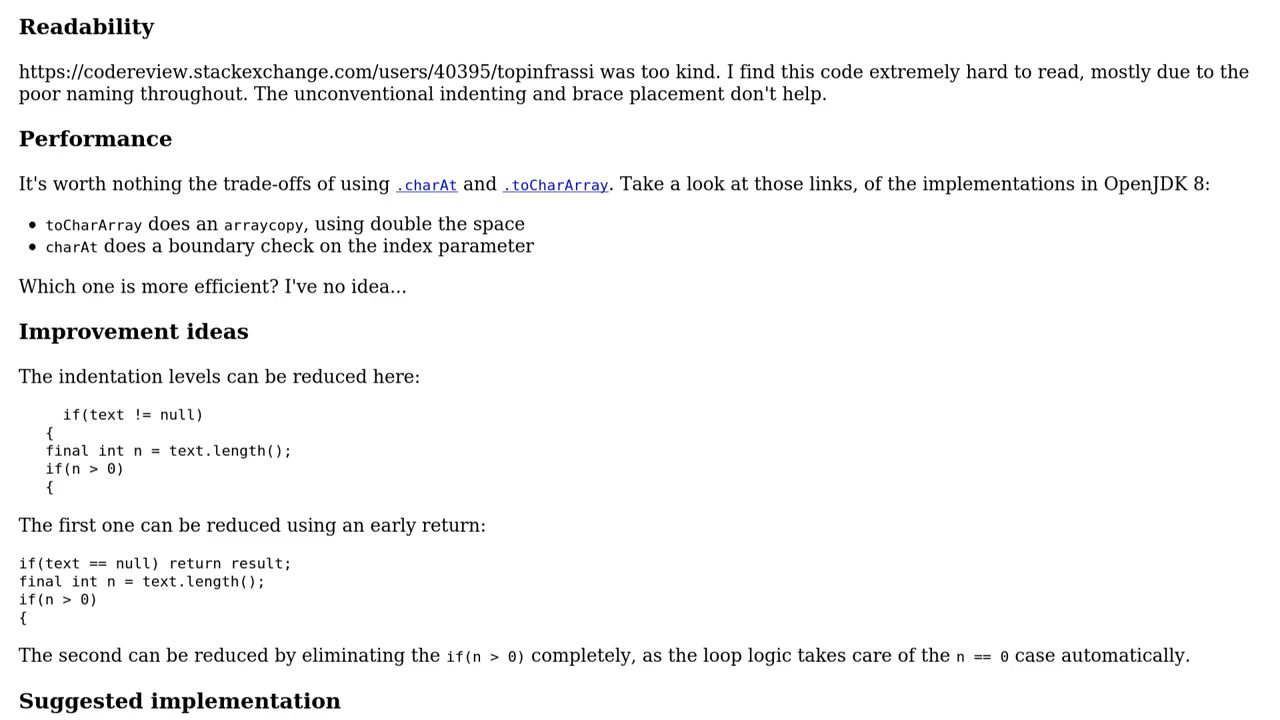 Readability
https://codereview.stackexchange.com/users/40395/topinfrassi was too kind. I find this code extremely hard to read, mostly due to the
poor naming throughout. The unconventional indenting and brace placement don't help.
Performance
It's worth nothing the trade-offs of using .charAt and .toCharArray. Take a look at those links, of the implementations in OpenJDK 8:
• toCharArray does an arraycopy, using double the space
• charAt does a boundary check on the index parameter
Which one is more efficient? I've no idea...
Improvement ideas
The indentation levels can be reduced here:
if(text != null)
{
final int n = text.length();
if(n > 0)
{
The first one can be reduced using an early return:
if(text == null) return result;
final int n = text.length();
if(n > 0)
{
The second can be reduced by eliminating the if(n > 0) completely, as the loop logic takes care of the n == 0 case automatically.
Suggested implementation